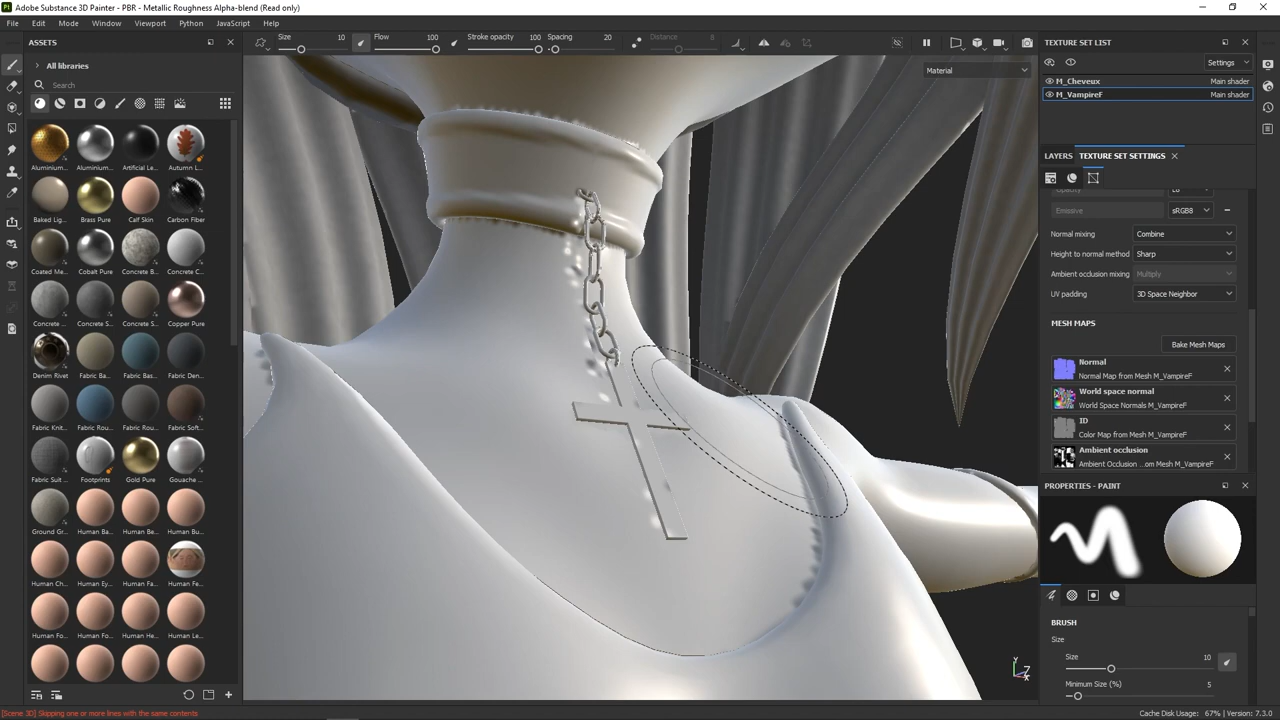 Adobe Substance 3D Painter - PBR - Metallic Roughness Alpha-blend (Read only)
File Edit Mode Window Viewport Python JavaScript Help
Size 10 Flow 100 Stroke opacity 100 Spacing 20 Distance 8
ASSETS
All libraries
Search
Aluminium... Aluminium... Artificial Le... Autumn L...
Baked Lig... Brass Pure Calf Skin Carbon Fiber
Coated Me... Cobalt Pure Concrete B... Concrete C...
Concrete ... Concrete S... Concrete S... Copper Pure
Denim Rivet Fabric Ba... Fabric Bas... Fabric Den...
Fabric Knit... Fabric Rou... Fabric Rou... Fabric Soft...
Fabric Suit ... Footprints Gold Pure Gouache ...
Ground Gr... Human Ba... Human Be... Human Bu...
Human Ch... Human Ey... Human Fa... Human Fe...
Human Fo... Human Fo... Human He... Human Le...
Material
Y
Z
X
TEXTURE SET LIST
Settings
M_Cheveux Main shader
M_VampireF Main shader
LAYERS TEXTURE SET SETTINGS
Opacity L8
Emissive sRGB8
Normal mixing Combine
Height to normal method Sharp
Ambient occlusion mixing Multiply
UV padding 3D Space Neighbor
MESH MAPS
Bake Mesh Maps
Normal
Normal Map from Mesh M_VampireF
World space normal
World Space Normals M_VampireF
ID
Color Map from Mesh M_VampireF
Ambient occlusion
Ambient Occlusion ...om Mesh M_VampireF
PROPERTIES - PAINT
BRUSH
Size
Size 10
Minimum Size (%) 5
[Scene 3D] Skipping one or more lines with the same contents
Cache Disk Usage: 67% | Version: 7.3.0